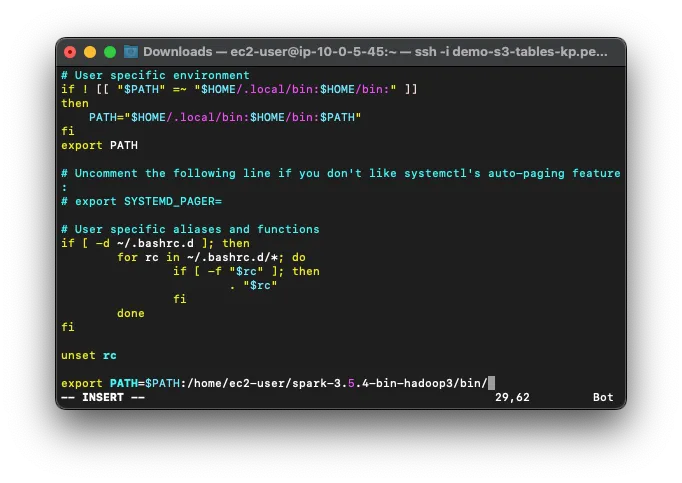 Downloads — ec2-user@ip-10-0-5-45:~ — ssh -i demo-s3-tables-kp.pe...
# User specific environment
if ! [[ "$PATH" =~ "$HOME/.local/bin:$HOME/bin:" ]]
then
    PATH="$HOME/.local/bin:$HOME/bin:$PATH"
fi
export PATH
# Uncomment the following line if you don't like systemctl's auto-paging feature
:
# export SYSTEMD_PAGER=
# User specific aliases and functions
if [ -d ~/.bashrc.d ]; then
        for rc in ~/.bashrc.d/*; do
                if [ -f "$rc" ]; then
                        . "$rc"
                fi
        done
fi
unset rc
export PATH=$PATH:/home/ec2-user/spark-3.5.4-bin-hadoop3/bin/
-- INSERT -- 29,62 Bot